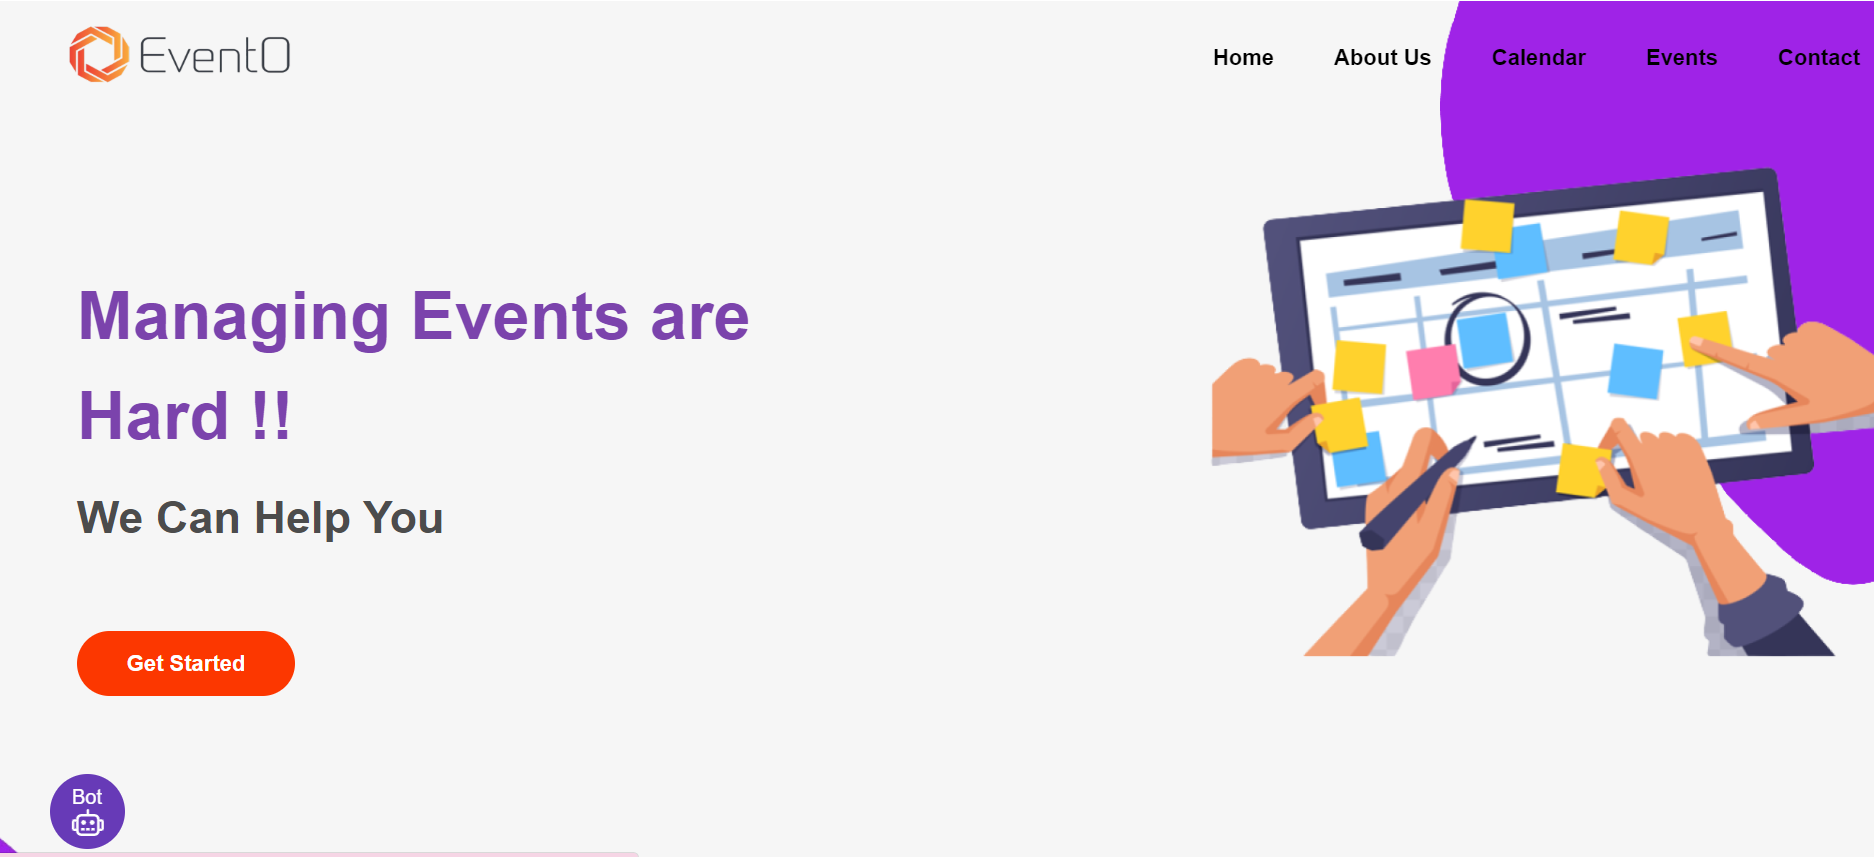 EventO
Home About Us Calendar Events Contact
Managing Events are
Hard !!
We Can Help You
Get Started
Bot